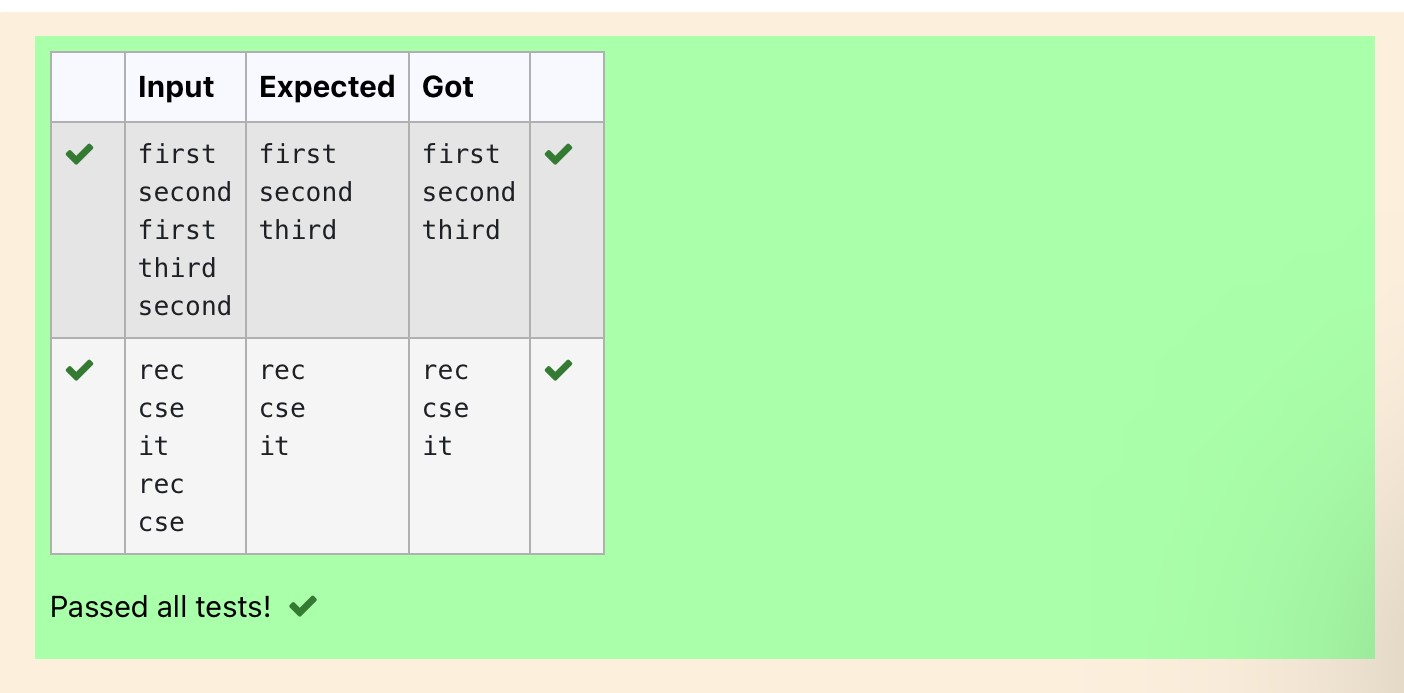 Input Expected Got
first first first
second second second
first third third
third
second
rec rec rec
cse cse cse
it it it
rec
cse
Passed all tests!